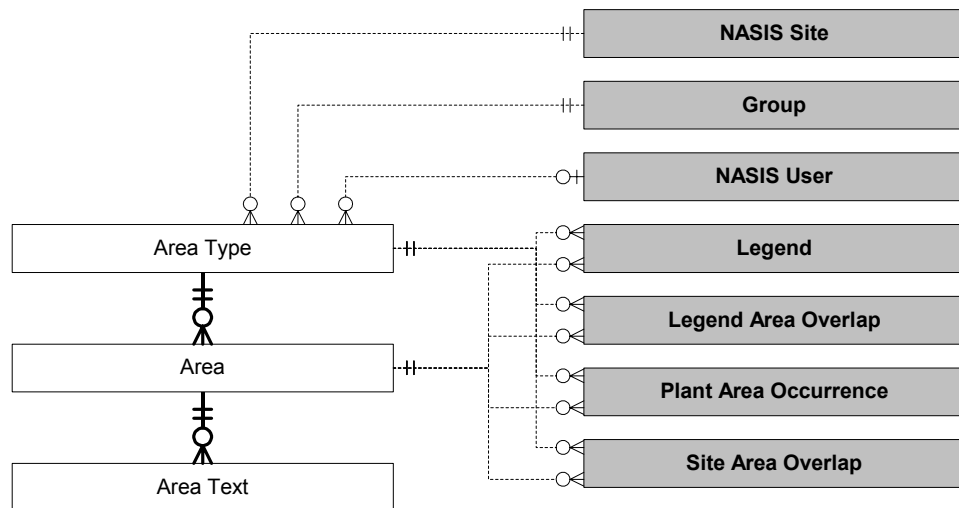 NASIS Site
Group
NASIS User
Area Type
Legend
Legend Area Overlap
Area
Plant Area Occurrence
Site Area Overlap
Area Text